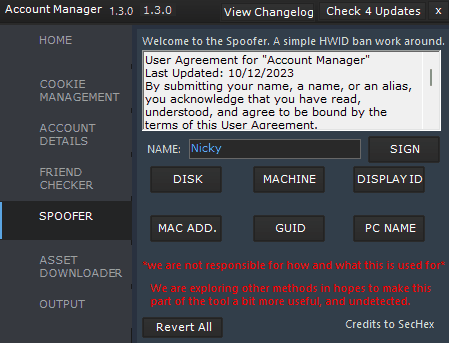 Account Manager 1.3.0 1.3.0 View Changelog Check 4 Updates x
HOME
COOKIE
MANAGEMENT
ACCOUNT
DETAILS
FRIEND
CHECKER
SPOOFER
ASSET
DOWNLOADER
OUTPUT
Welcome to the Spoofer. A simple HWID ban work around.
User Agreement for "Account Manager"
Last Updated: 10/12/2023
By submitting your name, a name, or an alias,
you acknowledge that you have read,
understood, and agree to be bound by the
terms of this User Agreement.
NAME: Nicky SIGN
DISK MACHINE DISPLAY ID
MAC ADD. GUID PC NAME
*we are not responsible for how and what this is used for*
We are exploring other methods in hopes to make this
part of the tool a bit more useful, and undetected.
Revert All Credits to SecHex